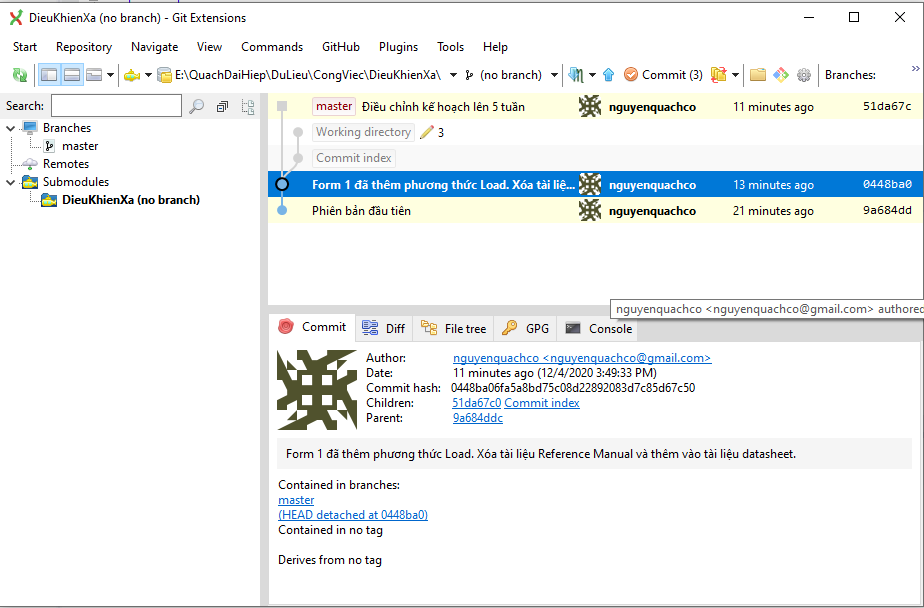 DieuKhienXa (no branch) - Git Extensions
Start Repository Navigate View Commands GitHub Plugins Tools Help
E:\QuachDaiHiep\DuLieu\CongViec\DieuKhienXa\ (no branch) Commit (3) Branches: »
Search:
Branches
master
Remotes
Submodules
DieuKhienXa (no branch)
master Điều chỉnh kế hoạch lên 5 tuần nguyenquachco 11 minutes ago 51da67c
Working directory 3
Commit index
Form 1 đã thêm phương thức Load. Xóa tài liệ... nguyenquachco 13 minutes ago 0448ba0
Phiên bản đầu tiên nguyenquachco 21 minutes ago 9a684dd
nguyenquachco <nguyenquachco@gmail.com> authored
Commit Diff File tree GPG Console
Author: nguyenquachco <nguyenquachco@gmail.com>
Date: 11 minutes ago (12/4/2020 3:49:33 PM)
Commit hash: 0448ba06fa5a8bd75c08d22892083d7c85d67c50
Children: 51da67c0 Commit index
Parent: 9a684ddc
Form 1 đã thêm phương thức Load. Xóa tài liệu Reference Manual và thêm vào tài liệu datasheet.
Contained in branches:
master
(HEAD detached at 0448ba0)
Contained in no tag
Derives from no tag